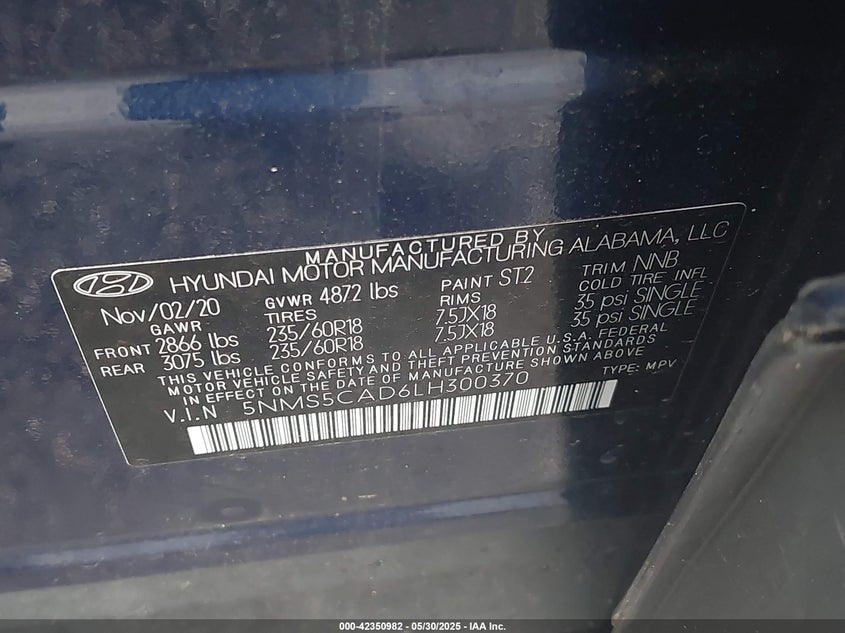 MANUFACTURED BY
HYUNDAI MOTOR MANUFACTURING ALABAMA, LLC
Nov/02/20 GVWR 4872 lbs PAINT ST2 TRIM NNB
GAWR TIRES RIMS COLD TIRE INFL
FRONT 2866 lbs 235/60R18 7.5JX18 35 psi SINGLE
REAR 3075 lbs 235/60R18 7.5JX18 35 psi SINGLE
THIS VEHICLE CONFORMS TO ALL APPLICABLE U.S.A. FEDERAL
MOTOR VEHICLE SAFETY AND THEFT PREVENTION STANDARDS
IN EFFECT ON THE DATE OF MANUFACTURE SHOWN ABOVE
V.I.N 5NMS5CAD6LH300370 TYPE: MPV
000-42350982 - 05/30/2025 - IAA Inc.